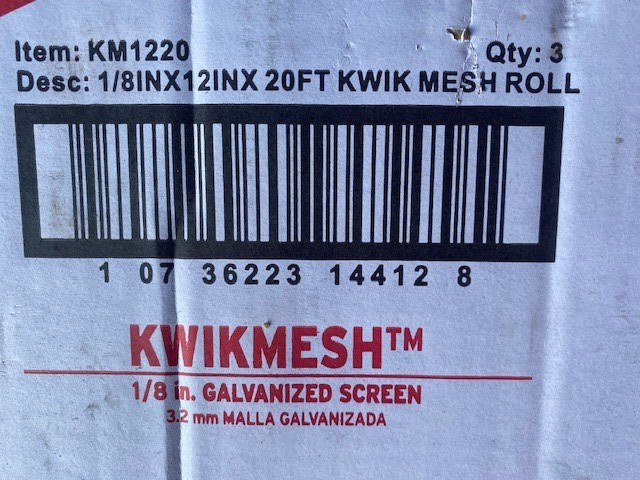 Item: KM1220 Qty: 3
Desc: 1/8INX12INX 20FT KWIK MESH ROLL
1 07 36223 14412 8
KWIKMESH™
1/8 in. GALVANIZED SCREEN
3.2 mm MALLA GALVANIZADA